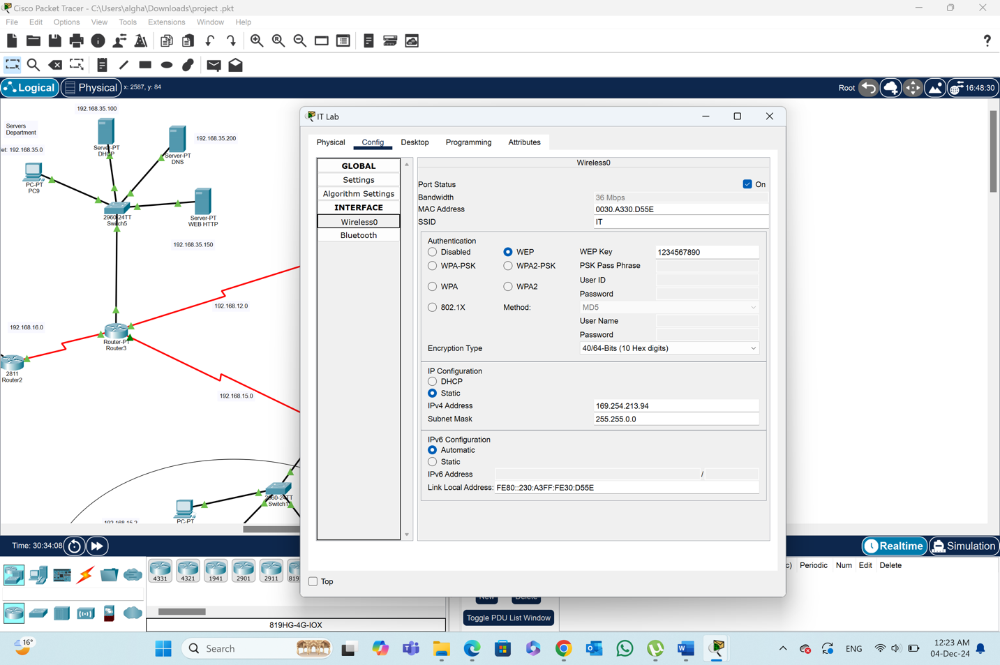 Cisco Packet Tracer - C:\Users\algha\Downloads\project .pkt
File Edit Options View Tools Extensions Window Help
Logical Physical x: 2587, y: 84
Root 16:48:30
192.168.35.100
Servers
Department
et: 192.168.35.0
Server-PT
DHCP
192.168.35.200
Server-PT
DNS
PC-PT
PC9
2960-24TT
Switch5
Server-PT
WEB HTTP
192.168.35.150
192.168.12.0
192.168.16.0
Router-PT
Router3
2811
Router2
192.168.15.0
2960-24TT
Switch1
PC-PT
192.168.15.2
IT Lab
Physical Config Desktop Programming Attributes
GLOBAL
Settings
Algorithm Settings
INTERFACE
Wireless0
Bluetooth
Wireless0
Port Status On
Bandwidth 36 Mbps
MAC Address 0030.A330.D55E
SSID IT
Authentication
Disabled WEP WEP Key 1234567890
WPA-PSK WPA2-PSK PSK Pass Phrase
User ID
WPA WPA2
Password
802.1X Method: MD5
User Name
Password
Encryption Type 40/64-Bits (10 Hex digits)
IP Configuration
DHCP
Static
IPv4 Address 169.254.213.94
Subnet Mask 255.255.0.0
IPv6 Configuration
Automatic
Static
IPv6 Address /
Link Local Address: FE80::230:A3FF:FE30:D55E
Top
Time: 30:34:08
Realtime Simulation
c) Periodic Num Edit Delete
4331 4321 1941 2901 2911 819
New Delete
Toggle PDU List Window
819HG-4G-IOX
16°
Search
ENG
12:23 AM
04-Dec-24